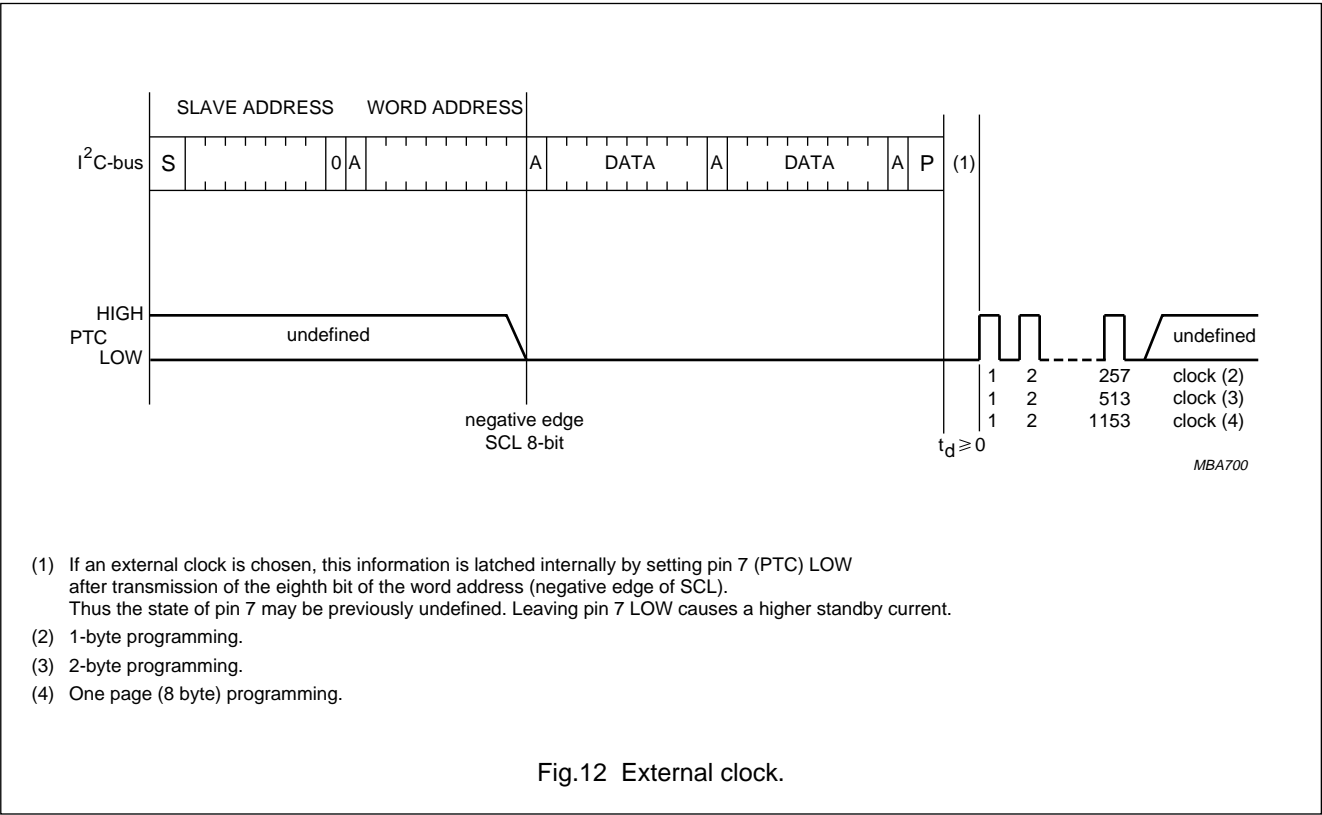 SLAVE ADDRESS WORD ADDRESS
I2C-bus S 0 A A DATA A DATA A P (1)
HIGH
PTC undefined undefined
LOW
1 2 257 clock (2)
1 2 513 clock (3)
1 2 1153 clock (4)
negative edge
SCL 8-bit
td ≥ 0
MBA700
(1) If an external clock is chosen, this information is latched internally by setting pin 7 (PTC) LOW
after transmission of the eighth bit of the word address (negative edge of SCL).
Thus the state of pin 7 may be previously undefined. Leaving pin 7 LOW causes a higher standby current.
(2) 1-byte programming.
(3) 2-byte programming.
(4) One page (8 byte) programming.
Fig.12 External clock.